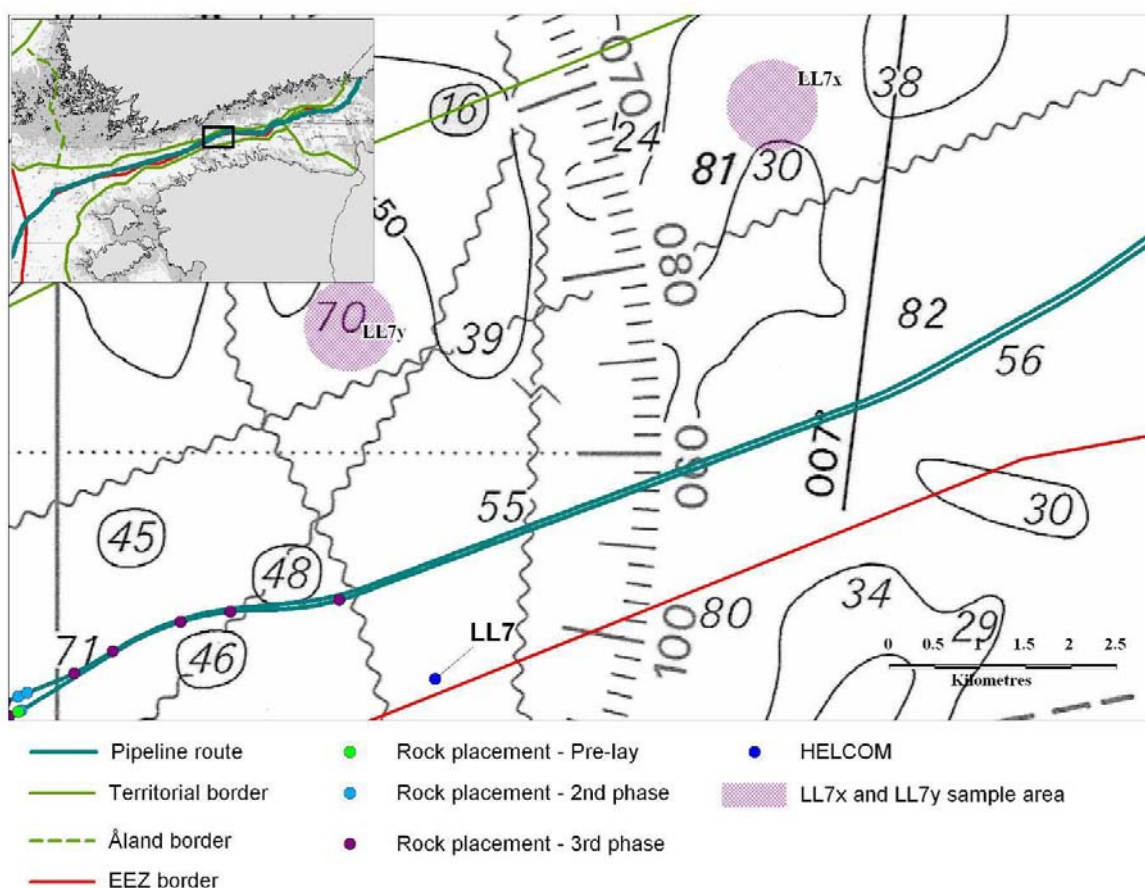 070
LL7x
38
16
24
81
30
50
080
70
LL7y
39
82
56
007°
060
55
45
30
48
34
80
29
LL7
100
71
46
0 0.5 1 1.5 2 2.5
Kilometres
Pipeline route
Rock placement - Pre-lay
HELCOM
Territorial border
Rock placement - 2nd phase
LL7x and LL7y sample area
Åland border
Rock placement - 3rd phase
EEZ border